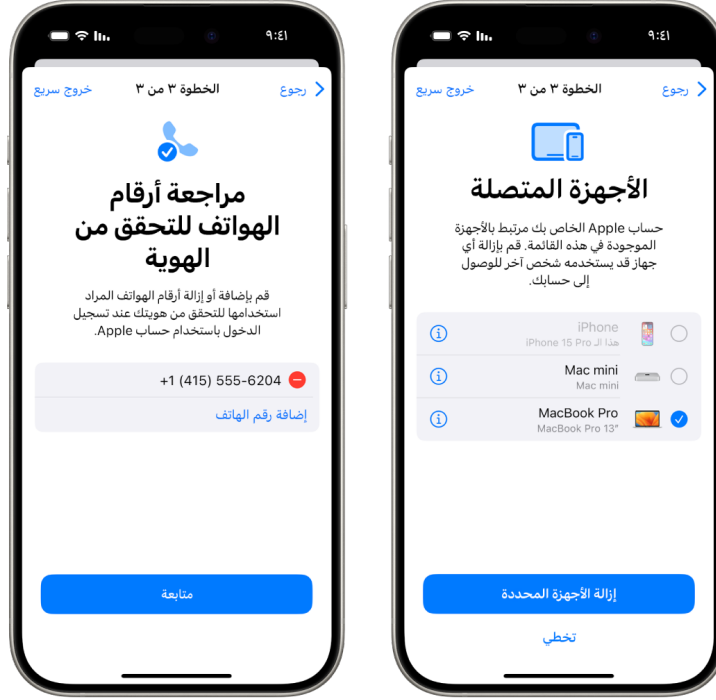 ٩:٤١
رجوع
الخطوة ٣ من ٣
خروج سريع
الأجهزة المتصلة
حساب Apple الخاص بك مرتبط بالأجهزة
الموجودة في هذه القائمة. قم بإزالة أي
جهاز قد يستخدمه شخص آخر للوصول
إلى حسابك.
iPhone
هذا الـ iPhone 15 Pro
Mac mini
Mac mini
MacBook Pro
MacBook Pro 13"
إزالة الأجهزة المحددة
تخطي
٩:٤١
رجوع
الخطوة ٣ من ٣
خروج سريع
مراجعة أرقام
الهواتف للتحقق من
الهوية
قم بإضافة أو إزالة أرقام الهواتف المراد
استخدامها للتحقق من هويتك عند تسجيل
الدخول باستخدام حساب Apple.
+1 (415) 555-6204
إضافة رقم الهاتف
متابعة